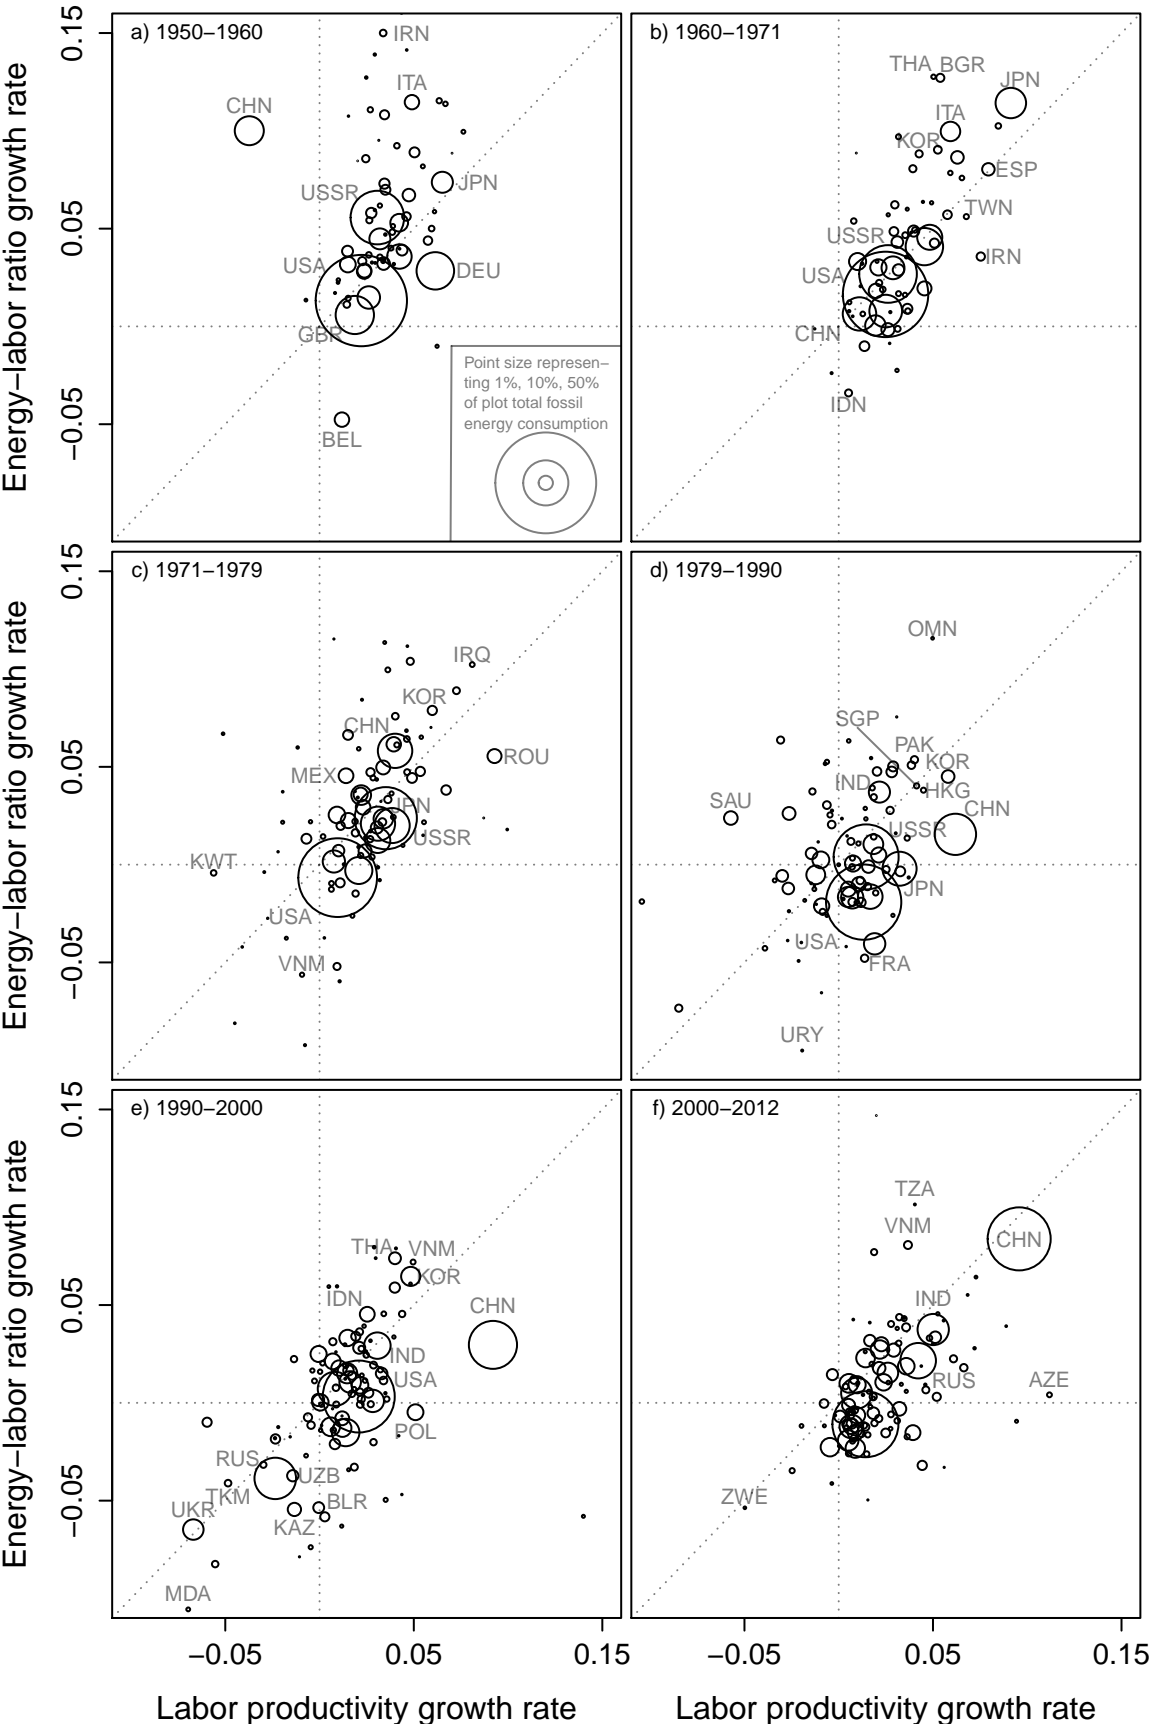 a) 1950−1960
IRN
ITA
CHN
USSR
JPN
USA
DEU
GBR
BEL
Point size represen−
ting 1%, 10%, 50%
of plot total fossil
energy consumption
0.15
0.05
−0.05
Energy−labor ratio growth rate
b) 1960−1971
THA BGR
JPN
ITA
KOR
ESP
TWN
USSR
IRN
USA
CHN
IDN
c) 1971−1979
IRQ
KOR
CHN
ROU
MEX
JPN
USSR
KWT
USA
VNM
0.15
0.05
−0.05
Energy−labor ratio growth rate
d) 1979−1990
OMN
SGP
PAK
KOR
IND
HKG
SAU
CHN
USSR
JPN
USA
FRA
URY
e) 1990−2000
THA
VNM
KOR
IDN
CHN
IND
USA
POL
RUS
UZB
TKM
BLR
UKR
KAZ
MDA
0.15
0.05
−0.05
Energy−labor ratio growth rate
−0.05
0.05
0.15
Labor productivity growth rate
f) 2000−2012
TZA
VNM
CHN
IND
RUS
AZE
ZWE
−0.05
0.05
0.15
Labor productivity growth rate